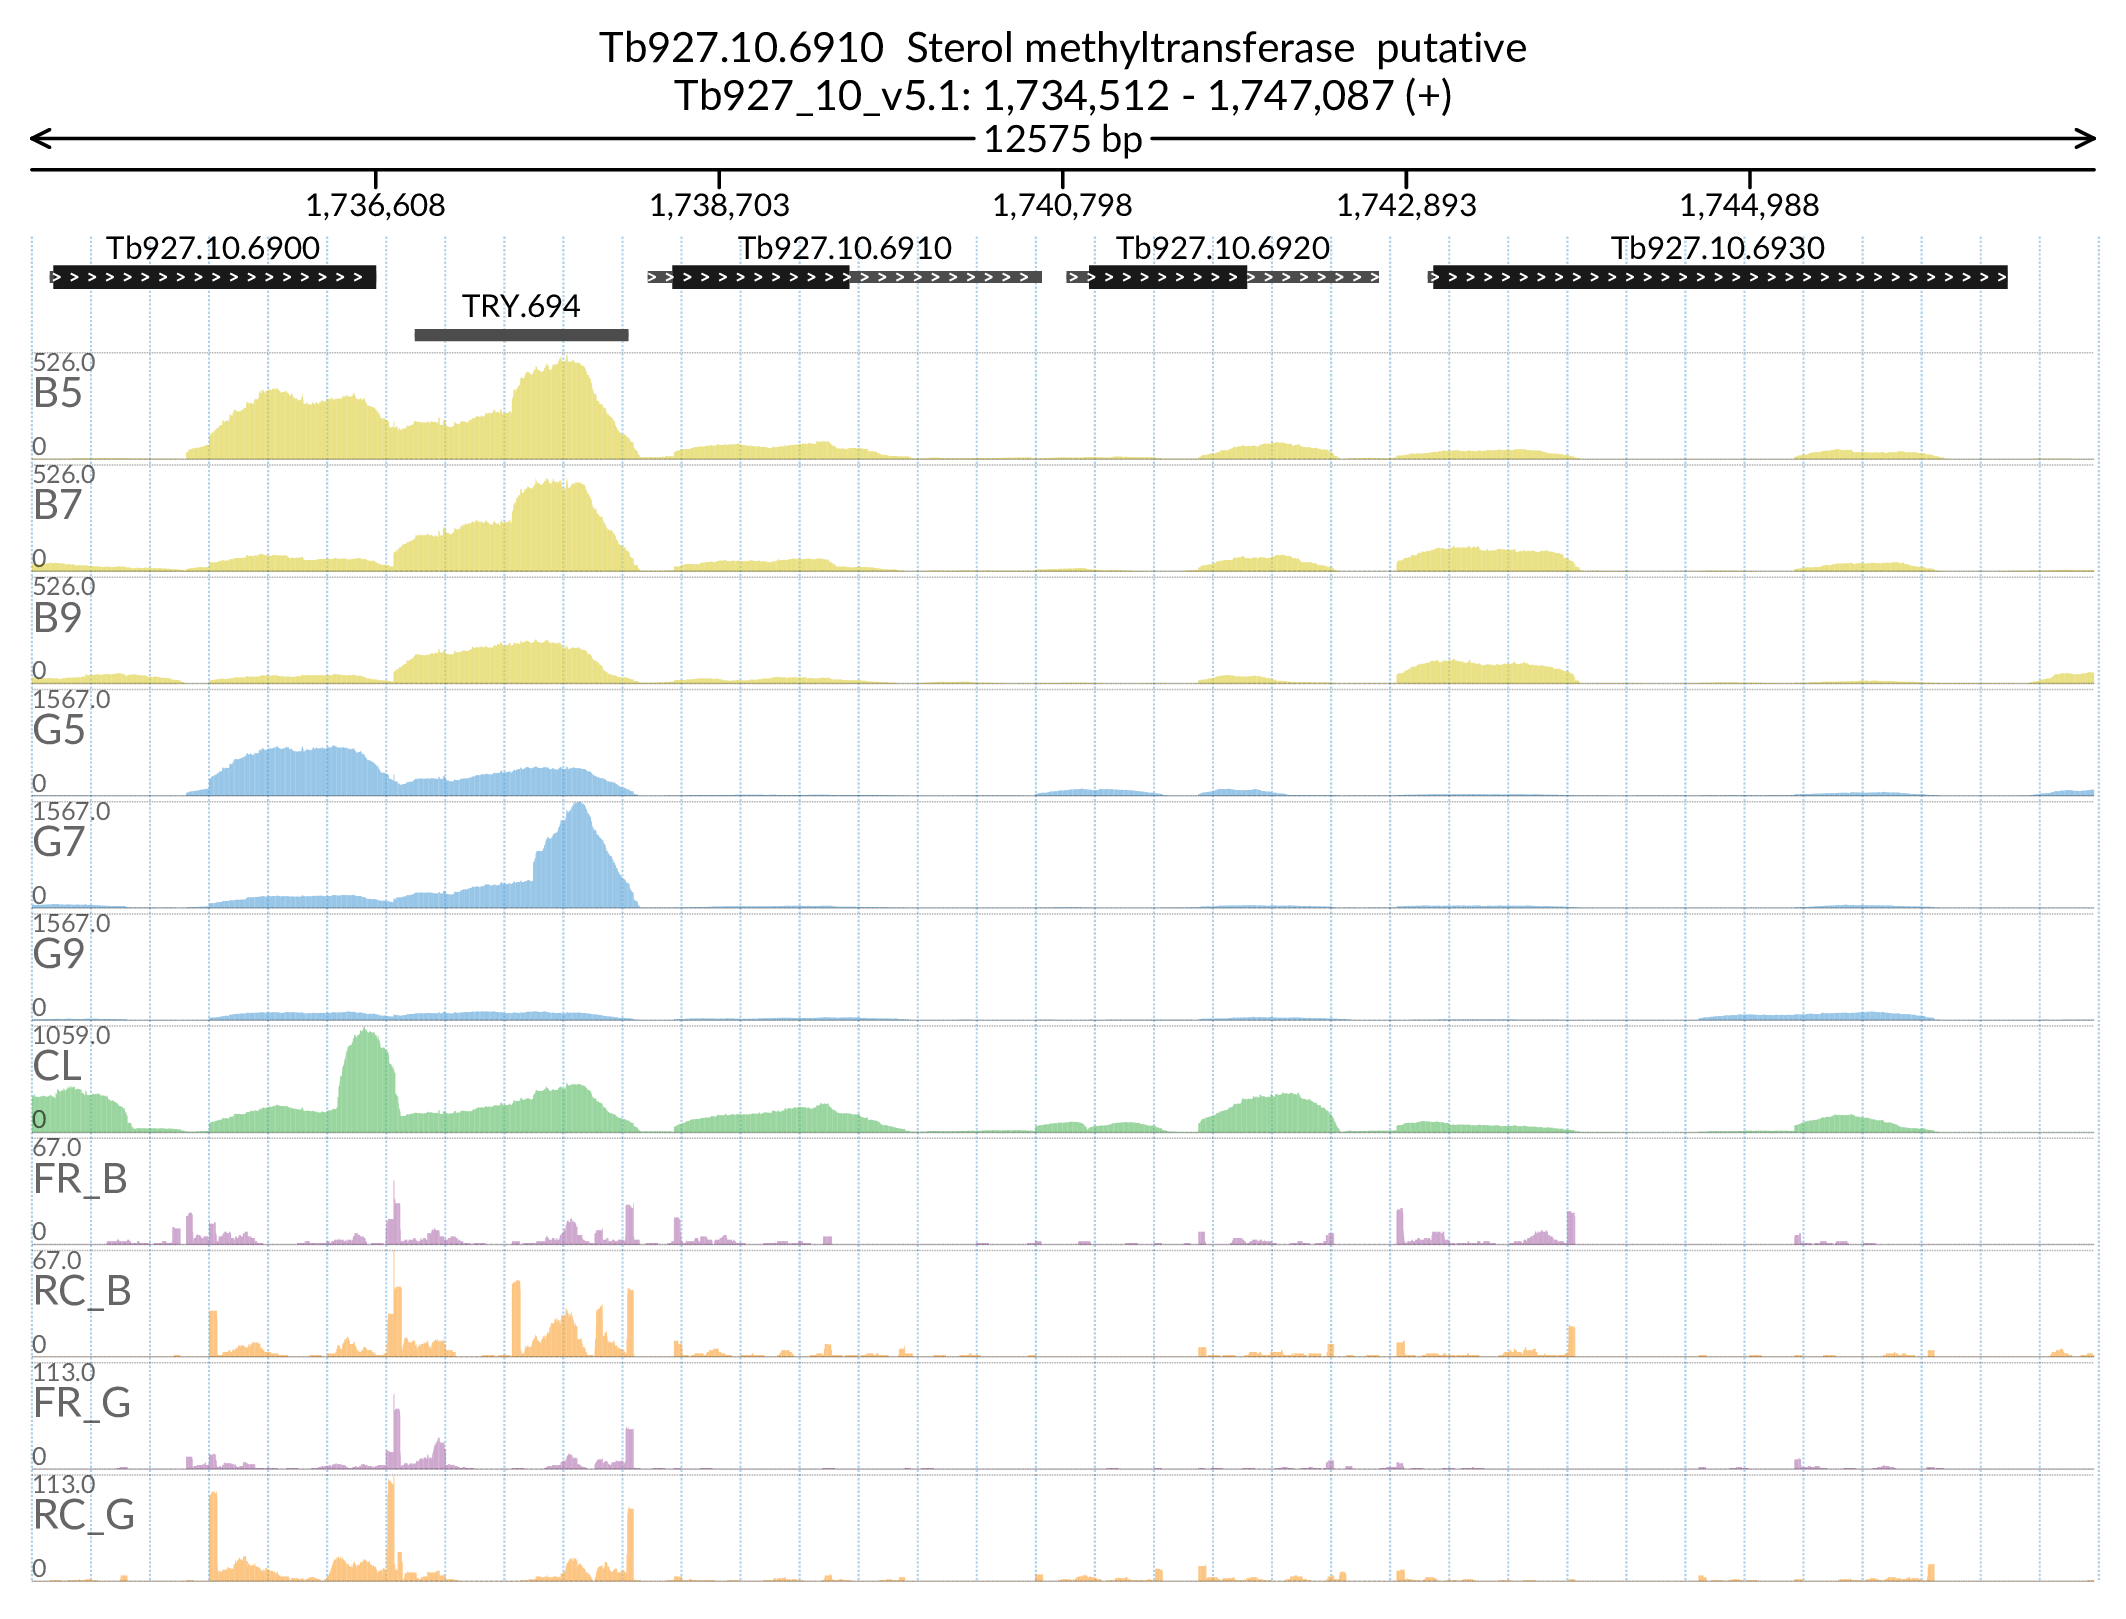 Tb927.10.6910 Sterol methyltransferase putative
Tb927_10_v5.1: 1,734,512 - 1,747,087 (+)
12575 bp
1,736,608 1,738,703 1,740,798 1,742,893 1,744,988
Tb927.10.6900 Tb927.10.6910 Tb927.10.6920 Tb927.10.6930
TRY.694
526.0
B5
0
526.0
B7
0
526.0
B9
0
1567.0
G5
0
1567.0
G7
0
1567.0
G9
0
1059.0
CL
0
67.0
FR_B
0
67.0
RC_B
0
113.0
FR_G
0
113.0
RC_G
0